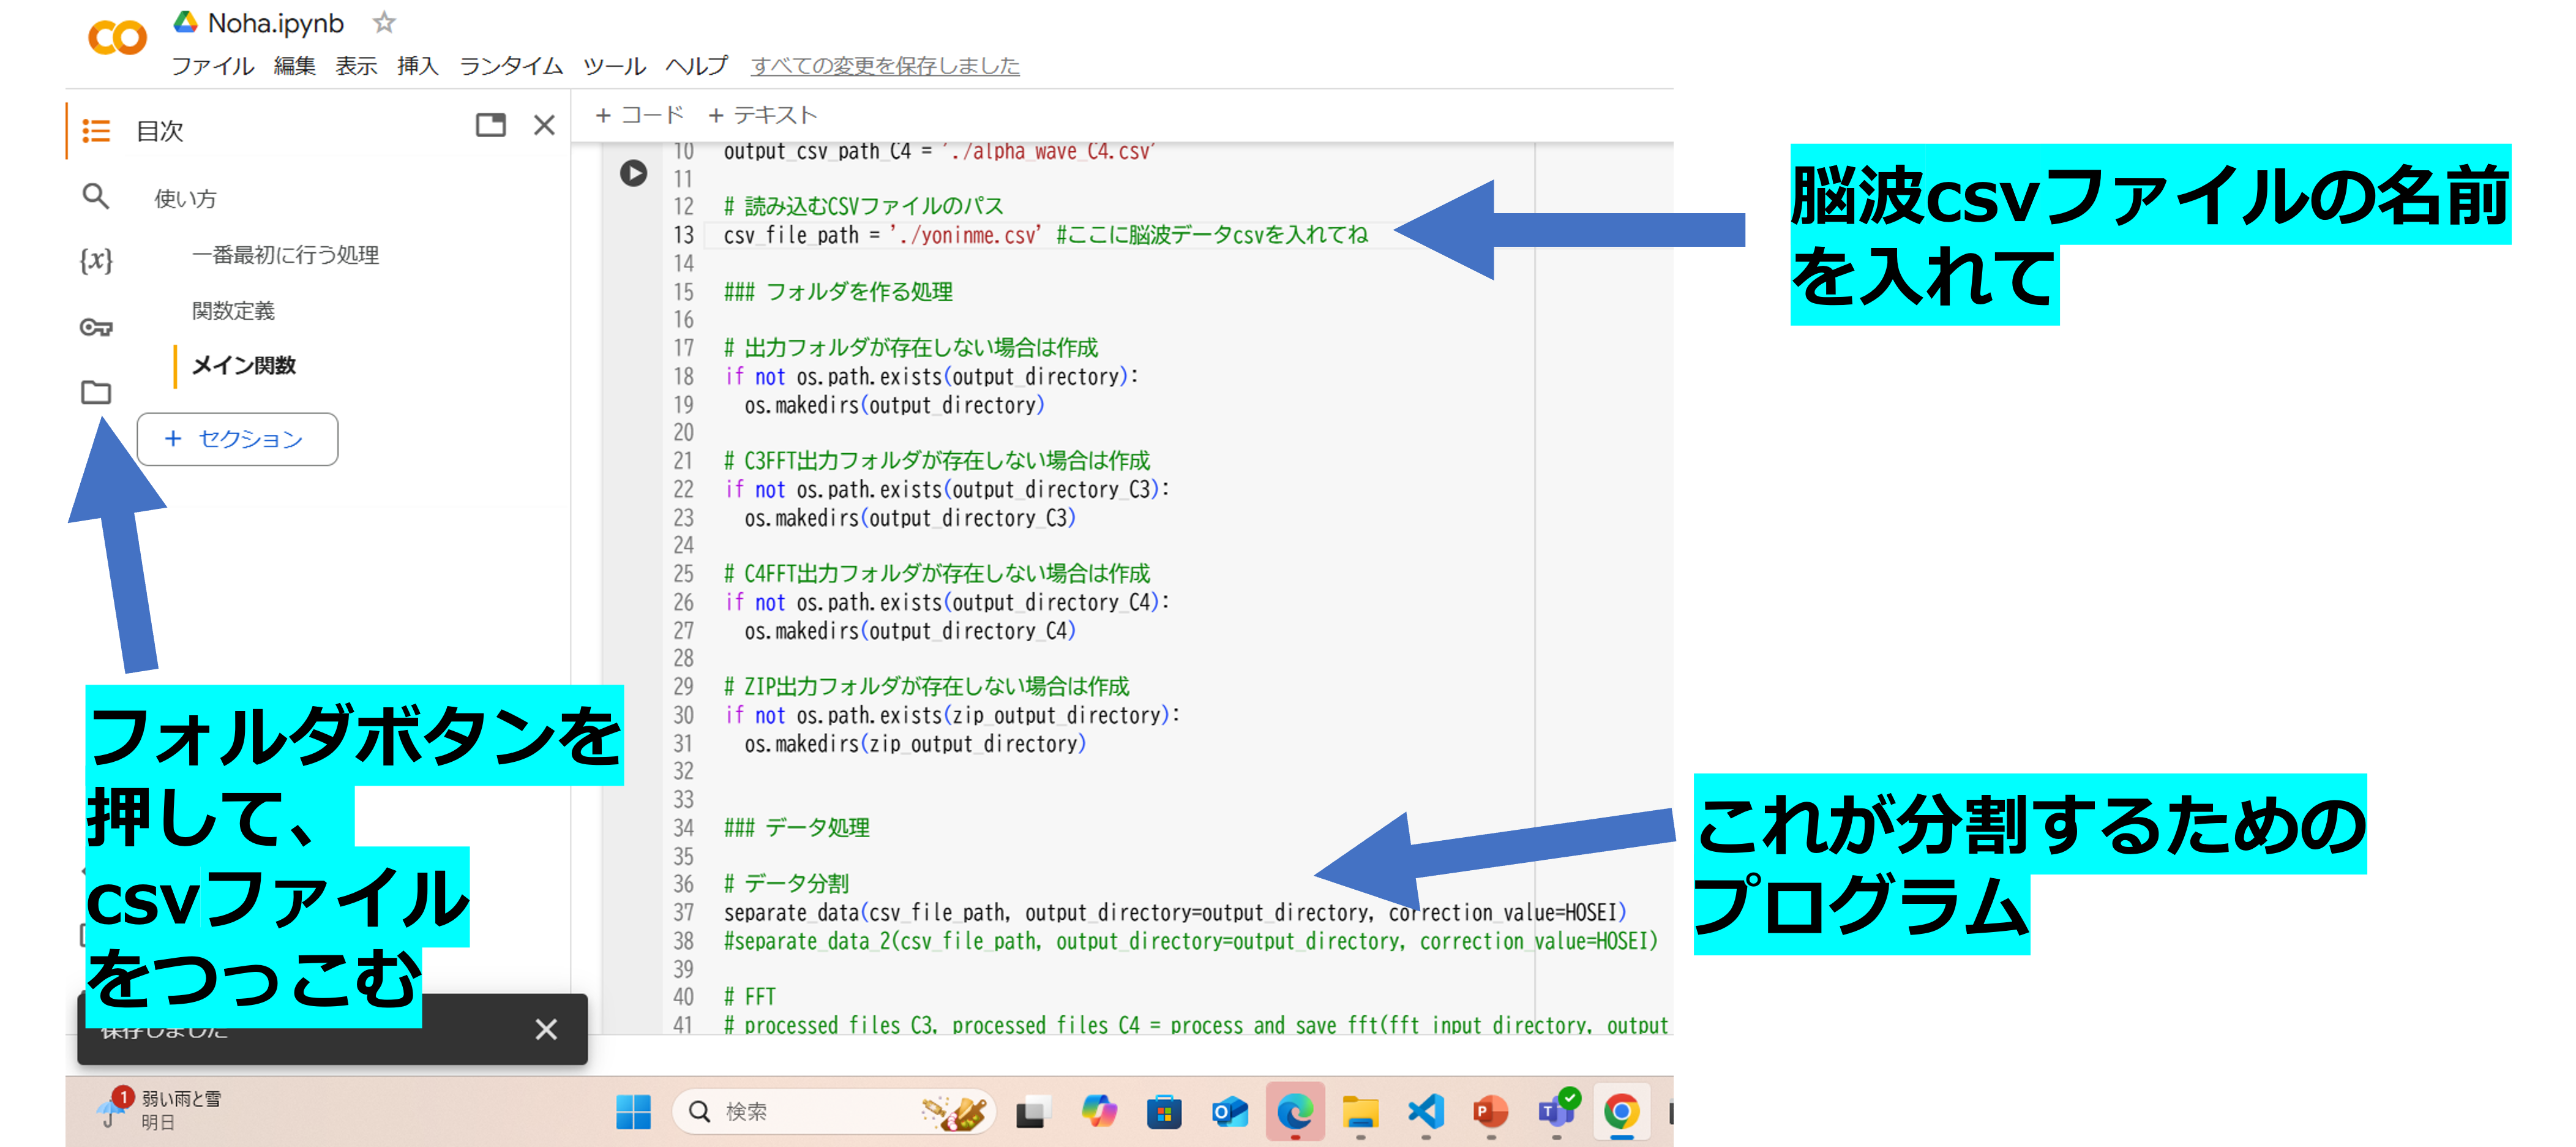 Noha.ipynb
ファイル 編集 表示 挿入 ランタイム ツール ヘルプ すべての変更を保存しました
目次
使い方
一番最初に行う処理
関数定義
メイン関数
+ セクション
{x}
+ コード + テキスト
10 output_csv_path_C4 = './alpha_wave_C4.csv'
11
12 # 読み込むCSVファイルのパス
13 csv_file_path = './yoninme.csv' #ここに脳波データcsvを入れてね
14
15 ### フォルダを作る処理
16
17 # 出力フォルダが存在しない場合は作成
18 if not os.path.exists(output_directory):
19 os.makedirs(output_directory)
20
21 # C3FFT出力フォルダが存在しない場合は作成
22 if not os.path.exists(output_directory_C3):
23 os.makedirs(output_directory_C3)
24
25 # C4FFT出力フォルダが存在しない場合は作成
26 if not os.path.exists(output_directory_C4):
27 os.makedirs(output_directory_C4)
28
29 # ZIP出力フォルダが存在しない場合は作成
30 if not os.path.exists(zip_output_directory):
31 os.makedirs(zip_output_directory)
32
33
34 ### データ処理
35
36 # データ分割
37 separate_data(csv_file_path, output_directory=output_directory, correction_value=HOSEI)
38 #separate_data_2(csv_file_path, output_directory=output_directory, correction_value=HOSEI)
39
40 # FFT
41 # processed_files_C3, processed_files_C4 = process_and_save_fft(fft_input_directory, output_
脳波csvファイルの名前
を入れて
フォルダボタンを
押して、
csvファイル
をつっこむ
これが分割するための
プログラム
保存しました
1
弱い雨と雪
明日
検索